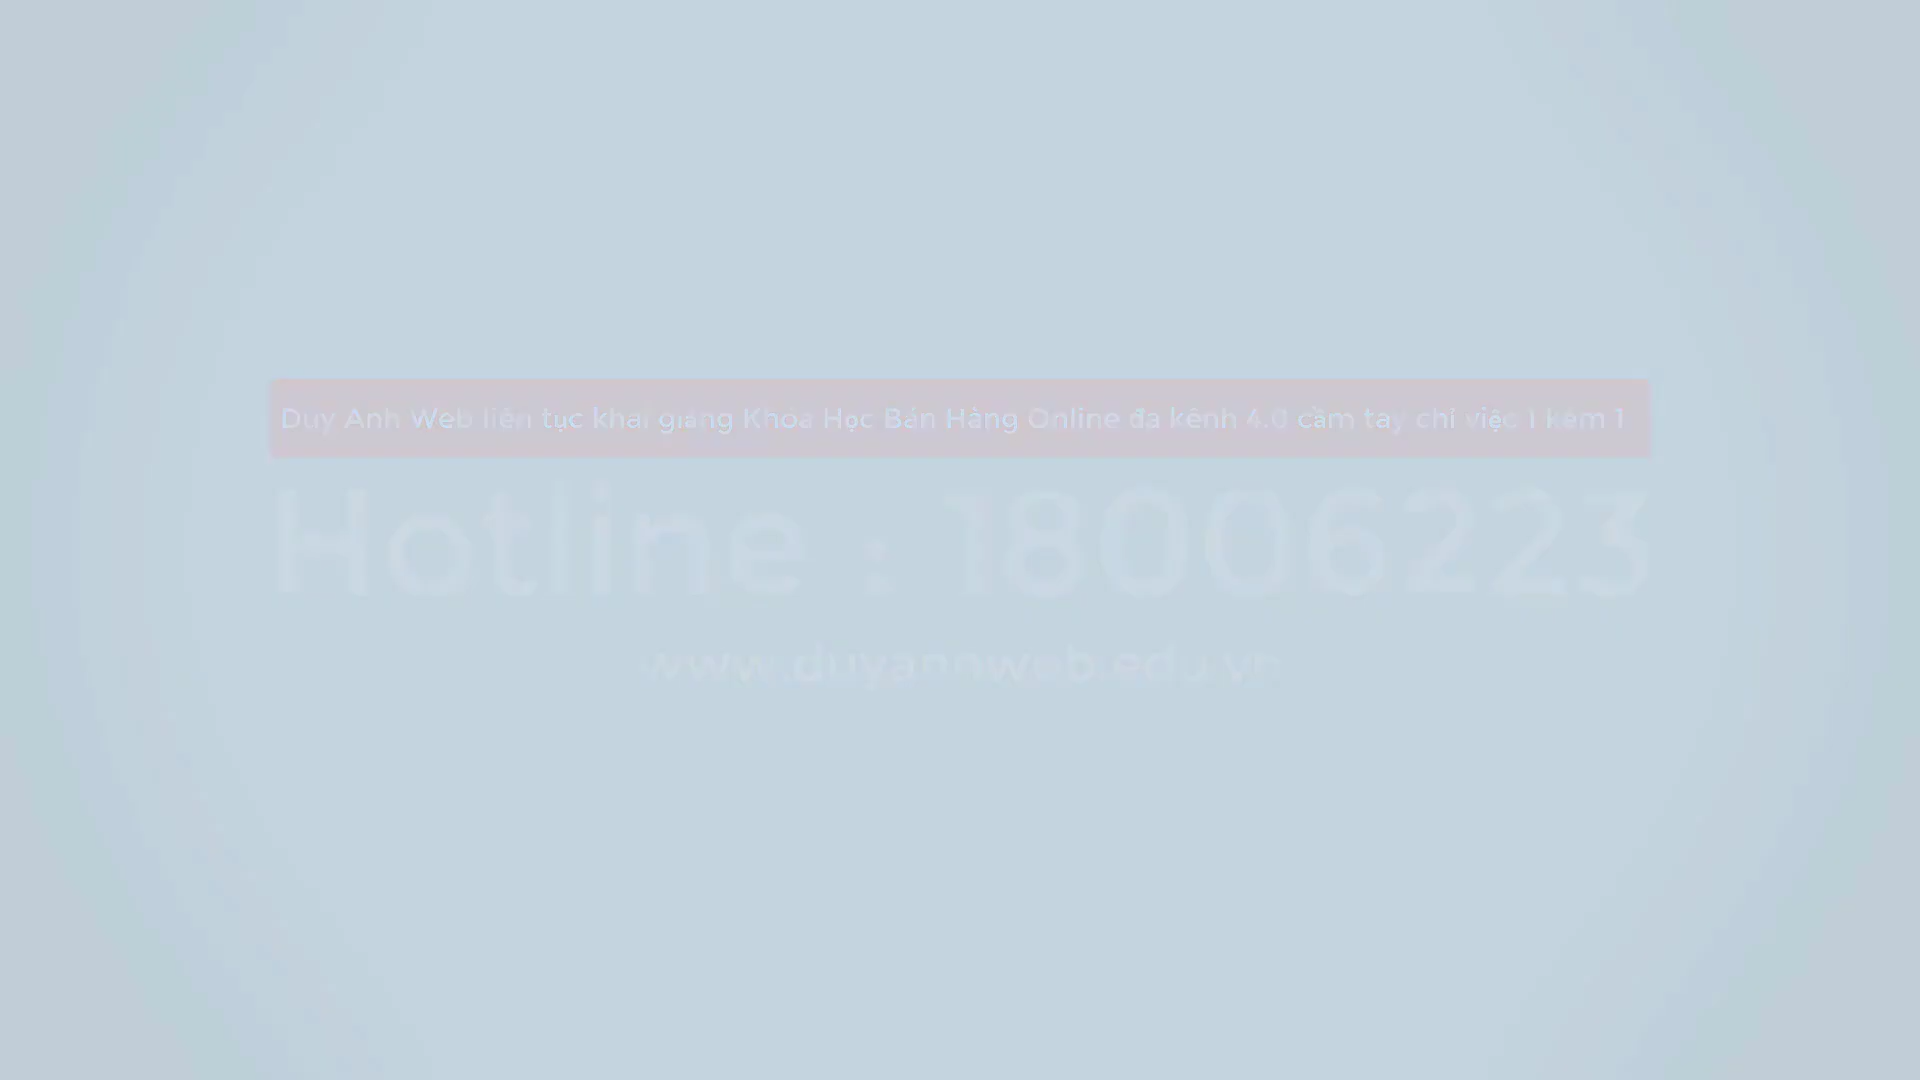 Duy Anh Web liên tục khai giảng Khoa Học Bán Hàng Online đa kênh 4.0 cầm tay chỉ việc 1 kèm 1
Hotline : 18006223
www.duyanhweb.edu.vn